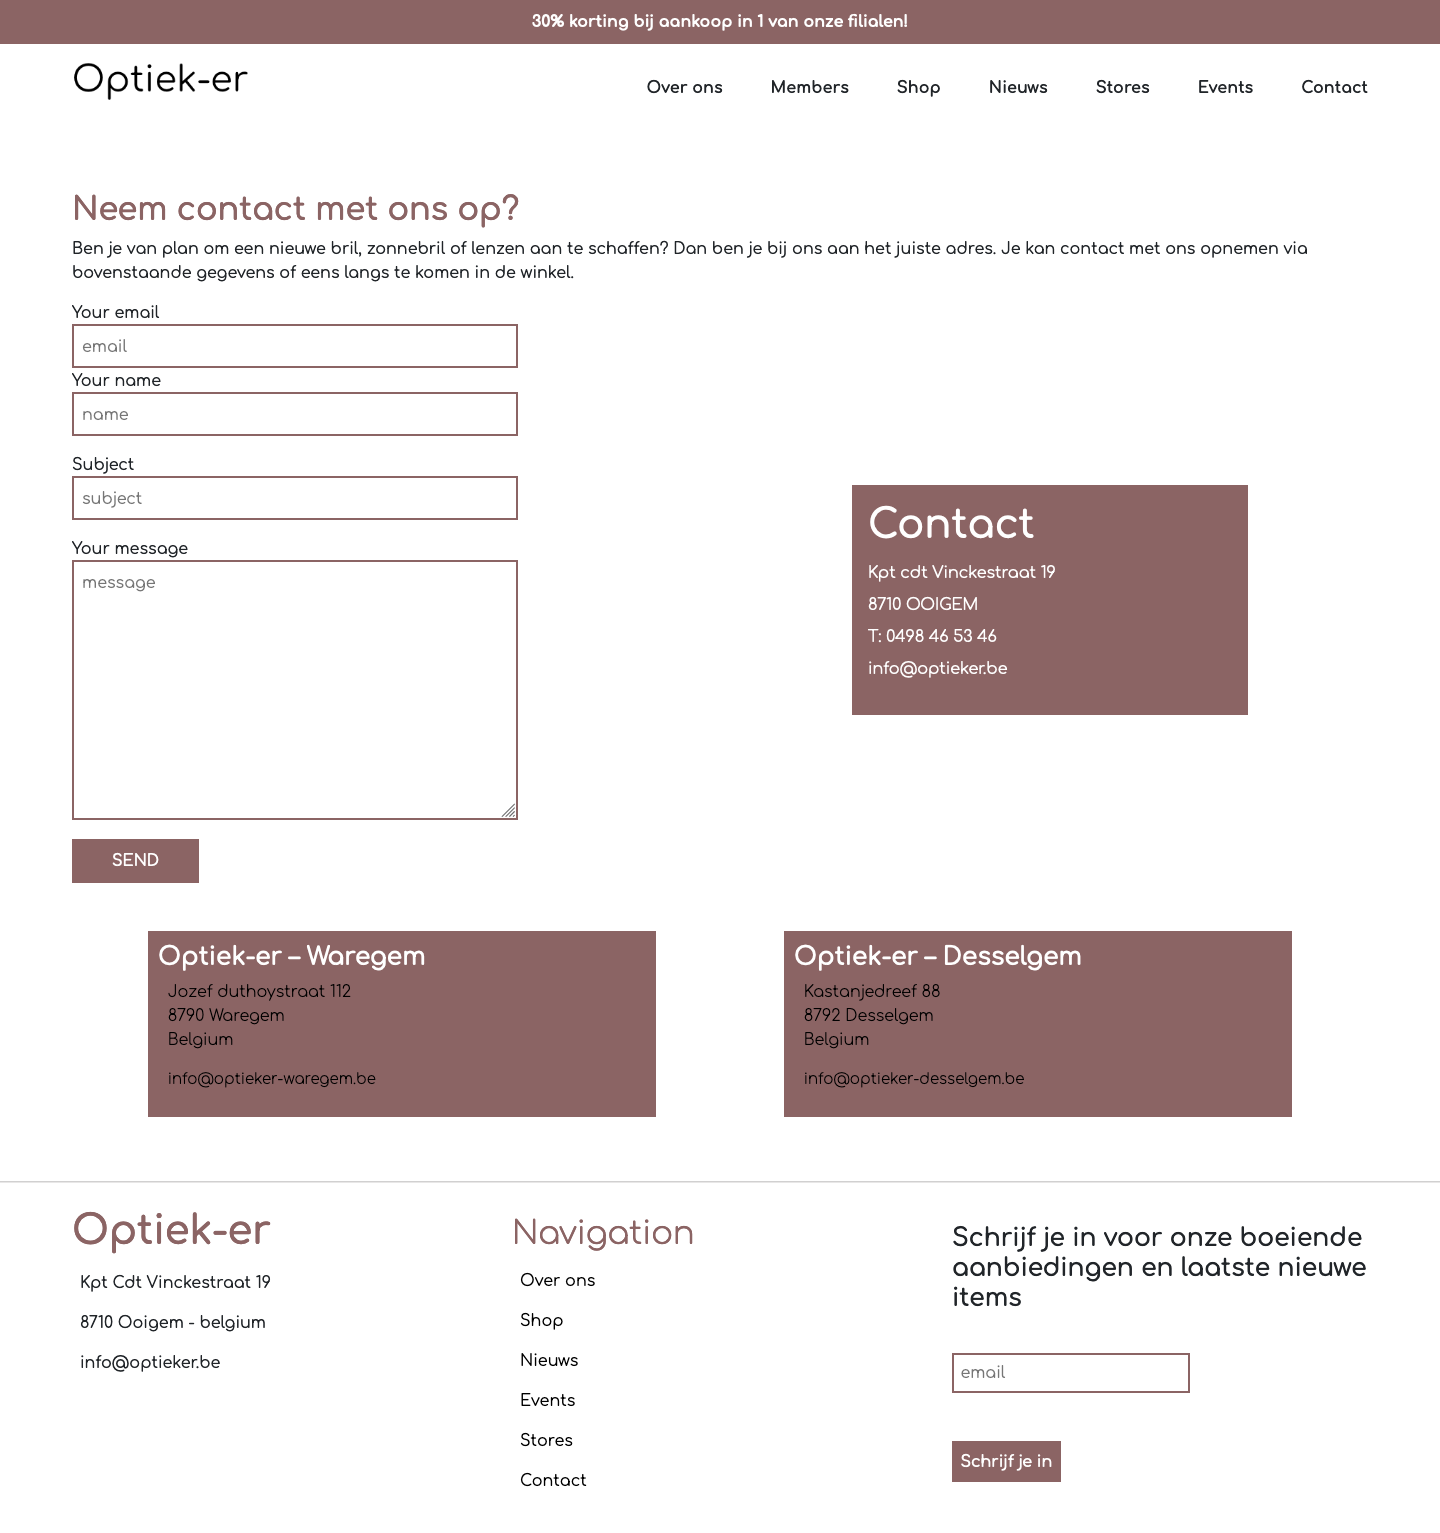 30% korting bij aankoop in 1 van onze filialen!
Optiek-er
Over ons
Members
Shop
Nieuws
Stores
Events
Contact
Neem contact met ons op?
Ben je van plan om een nieuwe bril, zonnebril of lenzen aan te schaffen? Dan ben je bij ons aan het juiste adres. Je kan contact met ons opnemen via
bovenstaande gegevens of eens langs te komen in de winkel.
Your email
email
Your name
name
Subject
subject
Your message
message
SEND
Contact
Kpt cdt Vinckestraat 19
8710 OOIGEM
T: 0498 46 53 46
info@optieker.be
Optiek-er – Waregem
Jozef duthoystraat 112
8790 Waregem
Belgium
info@optieker-waregem.be
Optiek-er – Desselgem
Kastanjedreef 88
8792 Desselgem
Belgium
info@optieker-desselgem.be
Optiek-er
Kpt Cdt Vinckestraat 19
8710 Ooigem - belgium
info@optieker.be
Navigation
Over ons
Shop
Nieuws
Events
Stores
Contact
Schrijf je in voor onze boeiende
aanbiedingen en laatste nieuwe
items
email
Schrijf je in